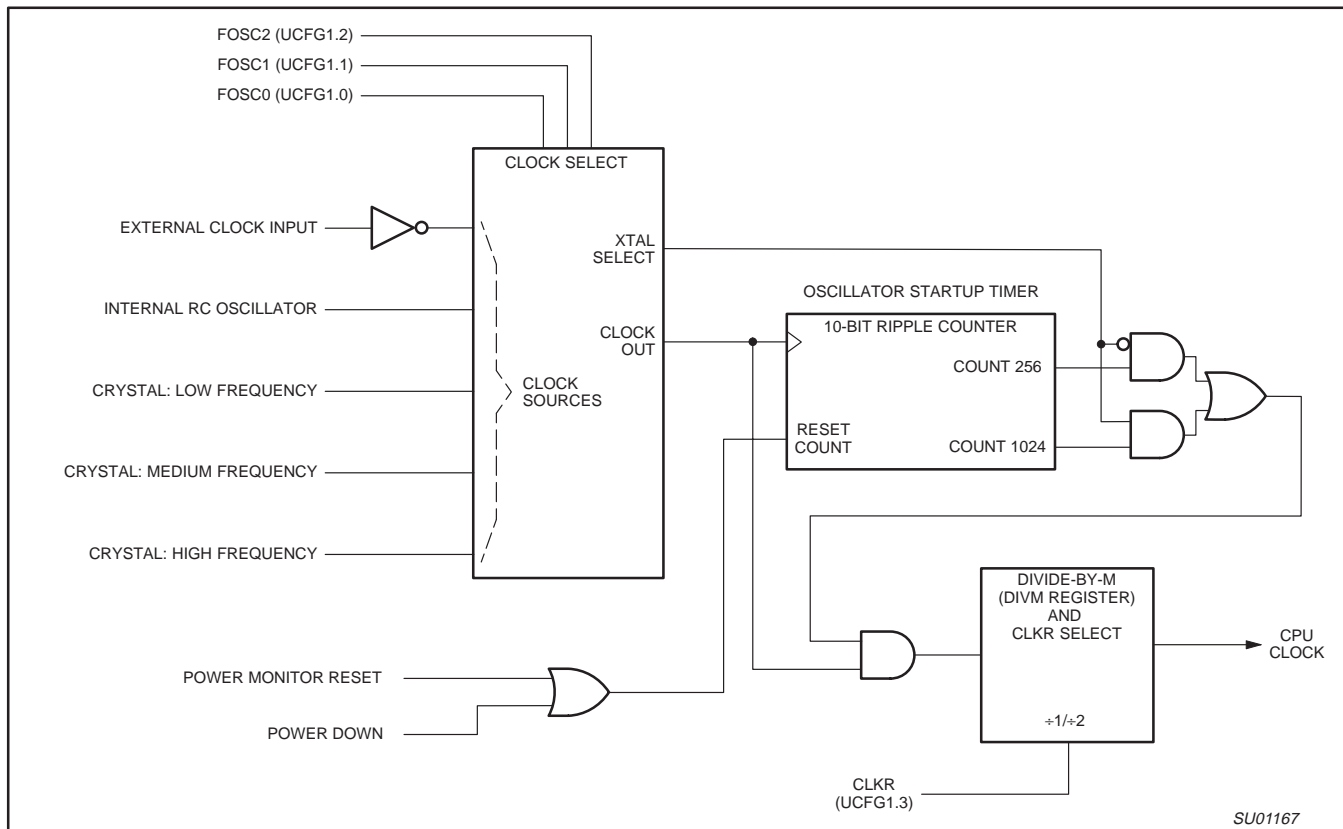 FOSC2 (UCFG1.2)
FOSC1 (UCFG1.1)
FOSC0 (UCFG1.0)
CLOCK SELECT
EXTERNAL CLOCK INPUT
XTAL
SELECT
INTERNAL RC OSCILLATOR
OSCILLATOR STARTUP TIMER
10-BIT RIPPLE COUNTER
CLOCK
OUT
COUNT 256
CRYSTAL: LOW FREQUENCY
CLOCK
SOURCES
RESET
COUNT
COUNT 1024
CRYSTAL: MEDIUM FREQUENCY
CRYSTAL: HIGH FREQUENCY
DIVIDE-BY-M
(DIVM REGISTER)
AND
CLKR SELECT
CPU
CLOCK
POWER MONITOR RESET
POWER DOWN
÷1/÷2
CLKR
(UCFG1.3)
SU01167